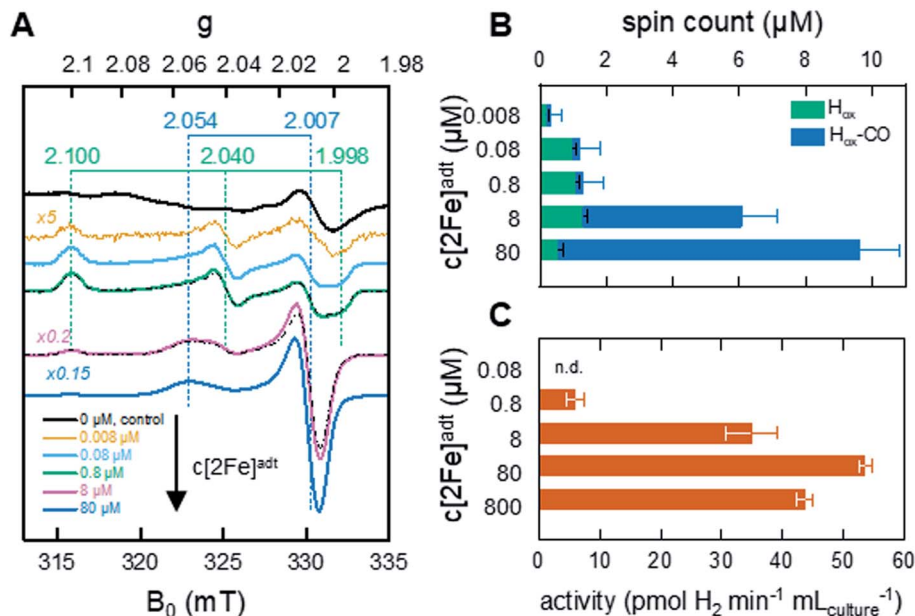 A
g
2.1 2.08 2.06 2.04 2.02 2 1.98
2.054 2.007
2.100 2.040 1.998
x5
x0.2
x0.15
0 µM, control
0.008 µM
0.08 µM
0.8 µM
8 µM
80 µM
c[2Fe]adt
315 320 325 330 335
B0 (mT)
B
spin count (µM)
0 2 4 6 8 10
c[2Fe]adt (µM)
0.008
0.08
0.8
8
80
Hox
Hox-CO
C
c[2Fe]adt (µM)
0.08
0.8
8
80
800
n.d.
0 10 20 30 40 50 60
activity (pmol H2 min-1 mLculture-1)